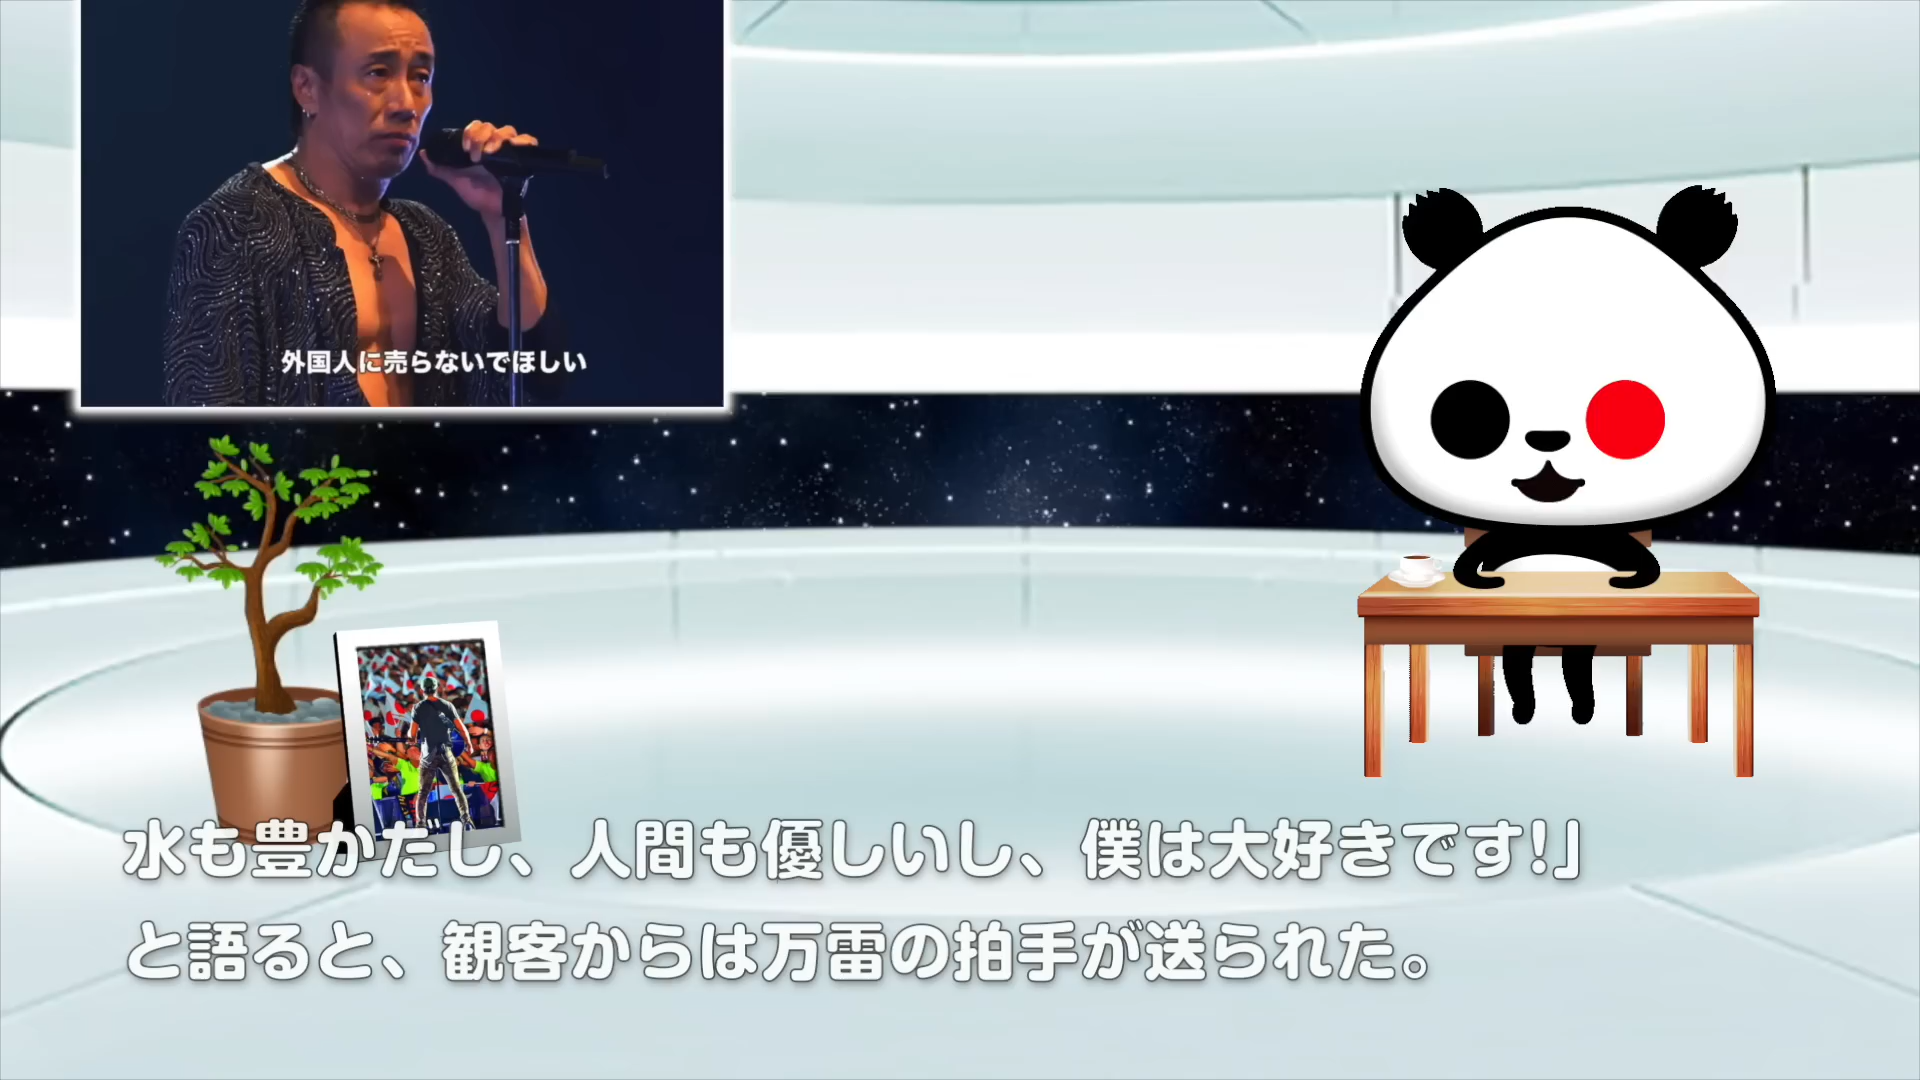 外国人に売らないでほしい
水も豊かだし、人間も優しいし、僕は大好きです!」
と語ると、観客からは万雷の拍手が送られた。